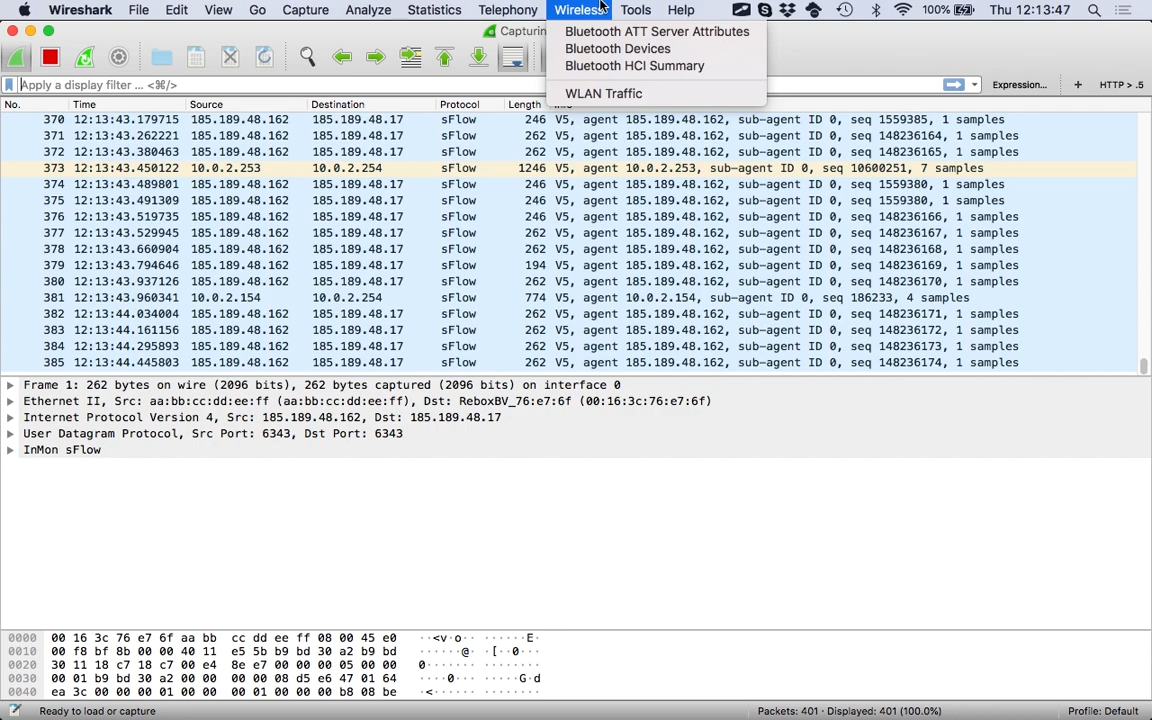 Wireshark File Edit View Go Capture Analyze Statistics Telephony Wireless Tools Help 100% Thu 12:13:47
Capturin
Bluetooth ATT Server Attributes
Bluetooth Devices
Bluetooth HCI Summary
WLAN Traffic
Apply a display filter ... <⌘/> Expression... + HTTP > .5
No. Time Source Destination Protocol Length
370 12:13:43.179715 185.189.48.162 185.189.48.17 sFlow 246 V5, agent 185.189.48.162, sub-agent ID 0, seq 1559385, 1 samples
371 12:13:43.262221 185.189.48.162 185.189.48.17 sFlow 262 V5, agent 185.189.48.162, sub-agent ID 0, seq 148236164, 1 samples
372 12:13:43.380463 185.189.48.162 185.189.48.17 sFlow 262 V5, agent 185.189.48.162, sub-agent ID 0, seq 148236165, 1 samples
373 12:13:43.450122 10.0.2.253 10.0.2.254 sFlow 1246 V5, agent 10.0.2.253, sub-agent ID 0, seq 10600251, 7 samples
374 12:13:43.489801 185.189.48.162 185.189.48.17 sFlow 246 V5, agent 185.189.48.162, sub-agent ID 0, seq 1559380, 1 samples
375 12:13:43.491309 185.189.48.162 185.189.48.17 sFlow 246 V5, agent 185.189.48.162, sub-agent ID 0, seq 1559380, 1 samples
376 12:13:43.519735 185.189.48.162 185.189.48.17 sFlow 246 V5, agent 185.189.48.162, sub-agent ID 0, seq 148236166, 1 samples
377 12:13:43.529945 185.189.48.162 185.189.48.17 sFlow 262 V5, agent 185.189.48.162, sub-agent ID 0, seq 148236167, 1 samples
378 12:13:43.660904 185.189.48.162 185.189.48.17 sFlow 262 V5, agent 185.189.48.162, sub-agent ID 0, seq 148236168, 1 samples
379 12:13:43.794646 185.189.48.162 185.189.48.17 sFlow 194 V5, agent 185.189.48.162, sub-agent ID 0, seq 148236169, 1 samples
380 12:13:43.937126 185.189.48.162 185.189.48.17 sFlow 262 V5, agent 185.189.48.162, sub-agent ID 0, seq 148236170, 1 samples
381 12:13:43.960341 10.0.2.154 10.0.2.254 sFlow 774 V5, agent 10.0.2.154, sub-agent ID 0, seq 186233, 4 samples
382 12:13:44.034004 185.189.48.162 185.189.48.17 sFlow 262 V5, agent 185.189.48.162, sub-agent ID 0, seq 148236171, 1 samples
383 12:13:44.161156 185.189.48.162 185.189.48.17 sFlow 262 V5, agent 185.189.48.162, sub-agent ID 0, seq 148236172, 1 samples
384 12:13:44.295893 185.189.48.162 185.189.48.17 sFlow 262 V5, agent 185.189.48.162, sub-agent ID 0, seq 148236173, 1 samples
385 12:13:44.445803 185.189.48.162 185.189.48.17 sFlow 262 V5, agent 185.189.48.162, sub-agent ID 0, seq 148236174, 1 samples
Frame 1: 262 bytes on wire (2096 bits), 262 bytes captured (2096 bits) on interface 0
Ethernet II, Src: aa:bb:cc:dd:ee:ff (aa:bb:cc:dd:ee:ff), Dst: ReboxBV_76:e7:6f (00:16:3c:76:e7:6f)
Internet Protocol Version 4, Src: 185.189.48.162, Dst: 185.189.48.17
User Datagram Protocol, Src Port: 6343, Dst Port: 6343
InMon sFlow
0000 00 16 3c 76 e7 6f aa bb cc dd ee ff 08 00 45 e0 ··<v·o·· ······E·
0010 00 f8 bf 8b 00 00 40 11 e5 5b b9 bd 30 a2 b9 bd ······@· ·[··0···
0020 30 11 18 c7 18 c7 00 e4 8e e7 00 00 00 05 00 00 0······· ········
0030 00 01 b9 bd 30 a2 00 00 00 00 08 d5 e6 47 01 64 ····0··· ·····G·d
0040 ea 3c 00 00 00 01 00 00 00 01 00 00 00 b8 08 be ·<······ ········
Ready to load or capture Packets: 401 · Displayed: 401 (100.0%) Profile: Default